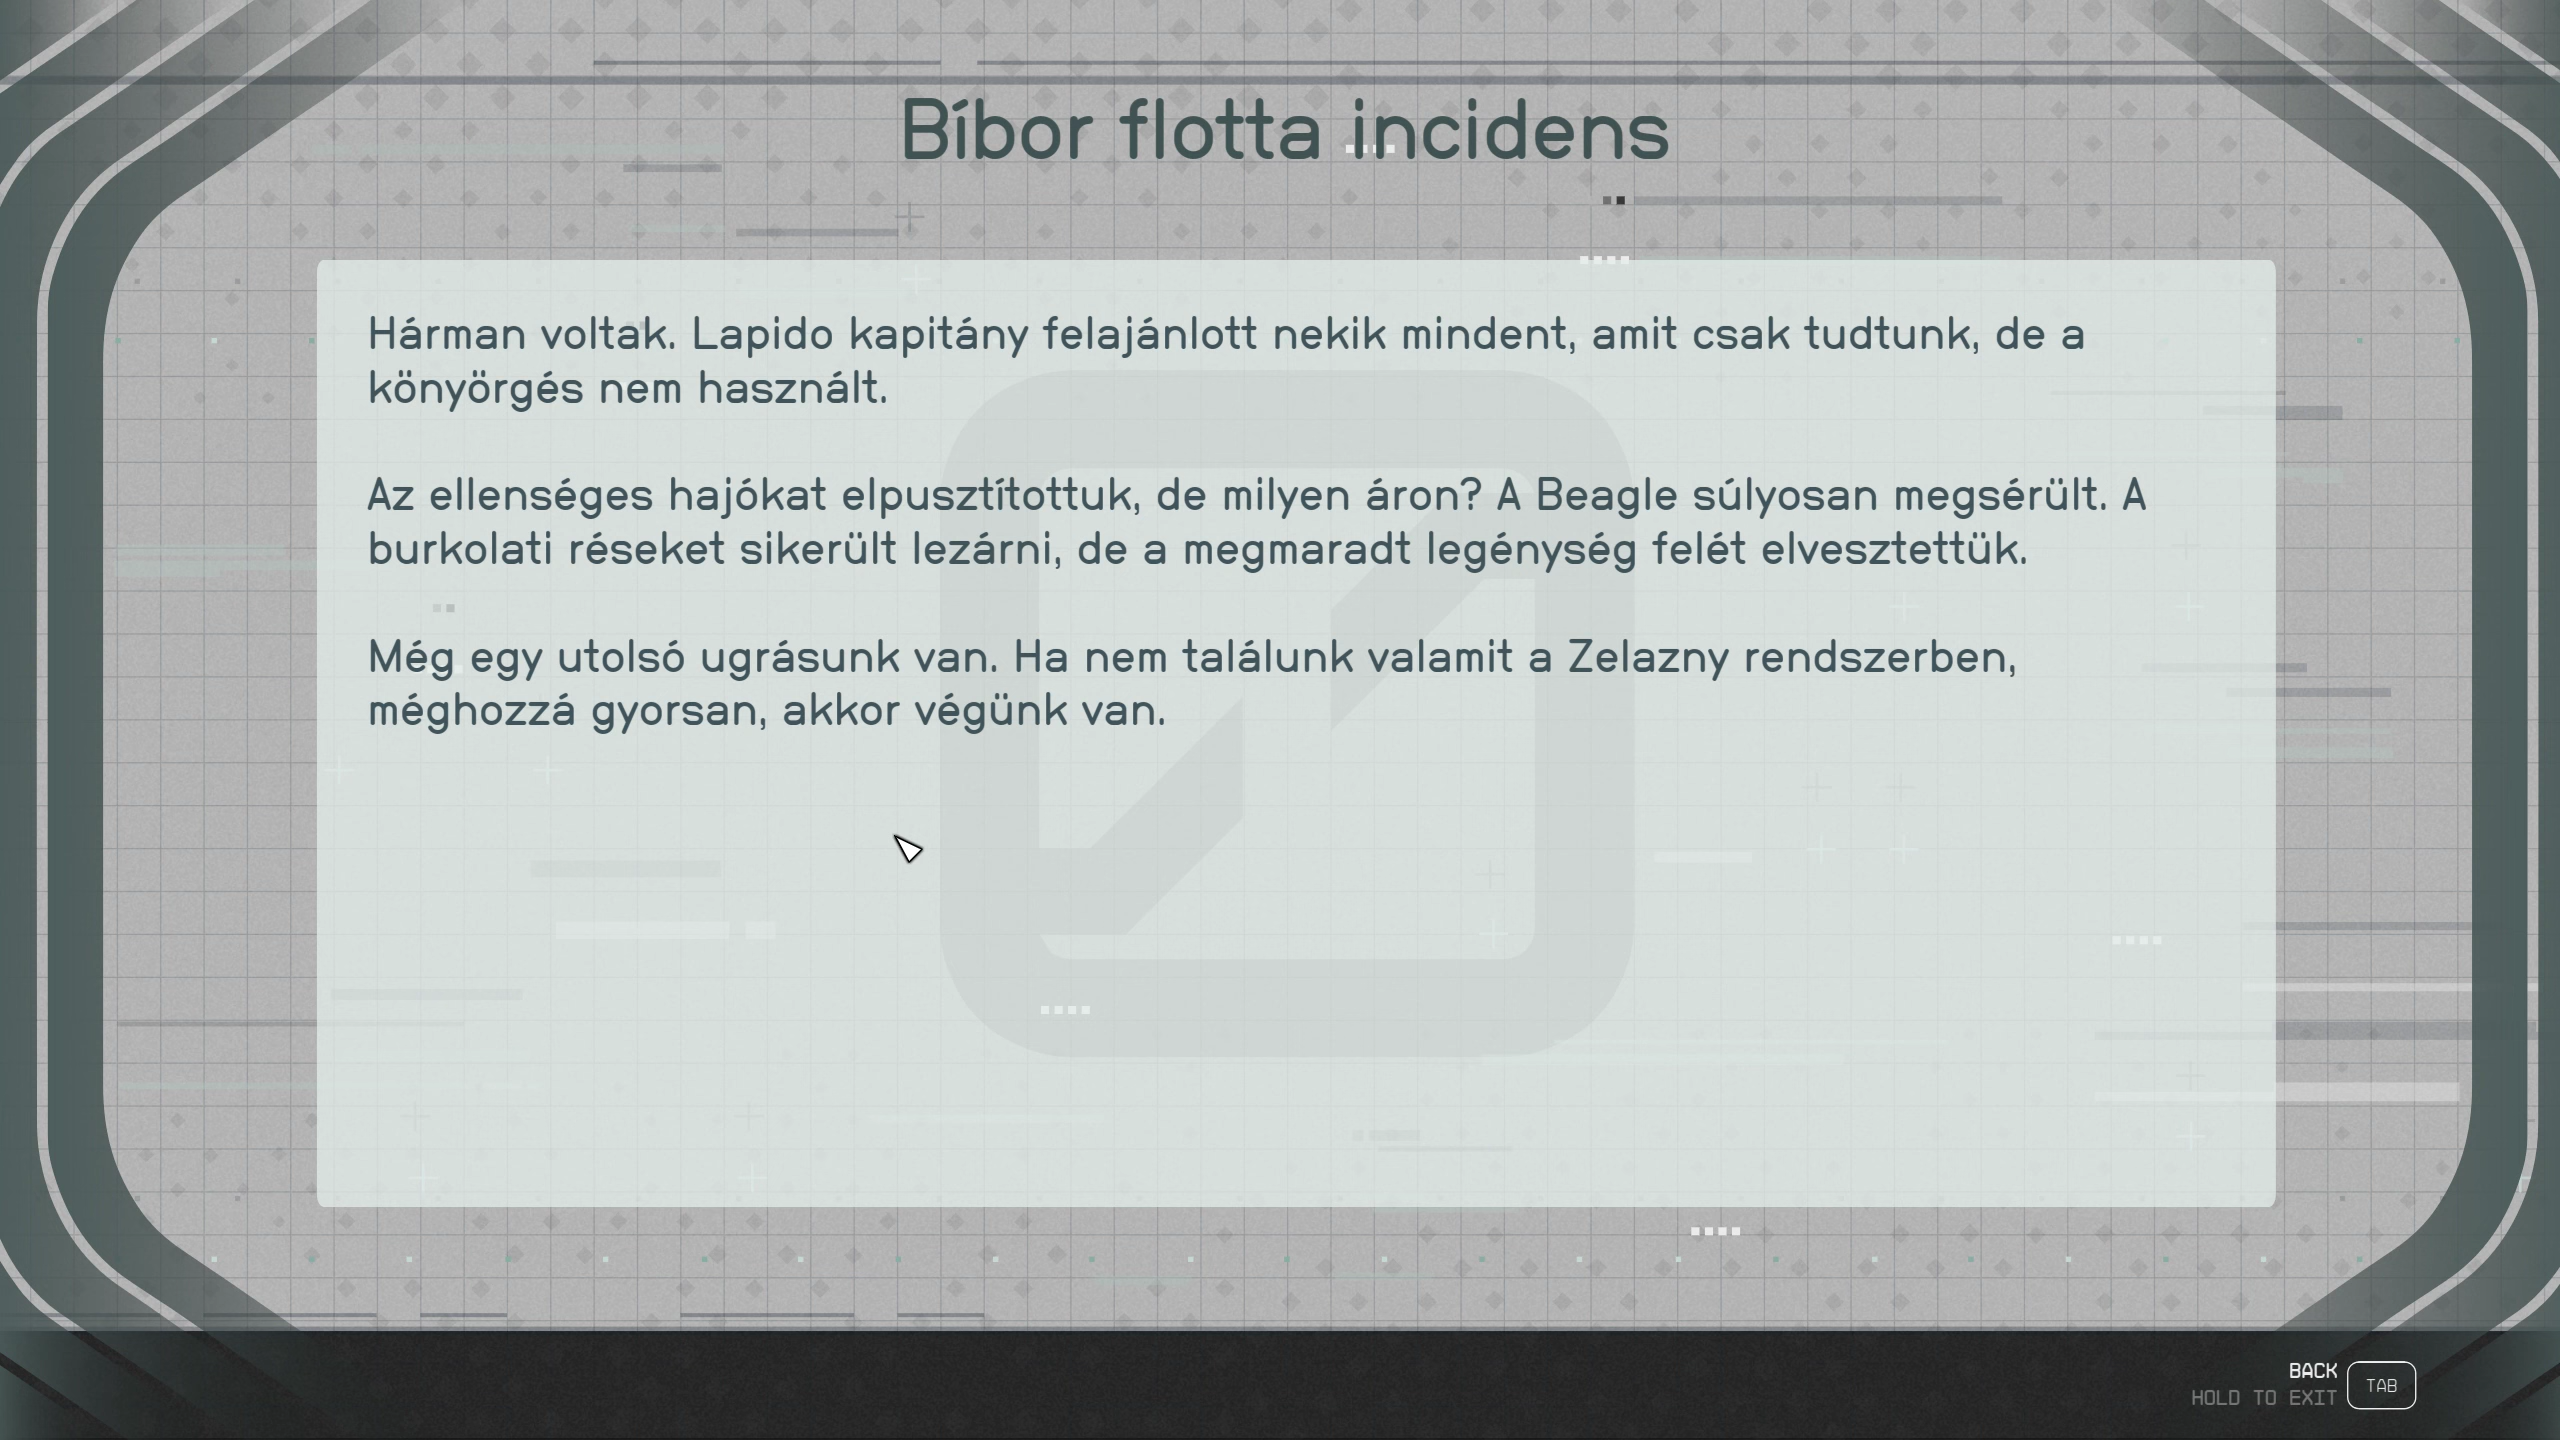 Bíbor flotta incidens
Hárman voltak. Lapido kapitány felajánlott nekik mindent, amit csak tudtunk, de a
könyörgés nem használt.
Az ellenséges hajókat elpusztítottuk, de milyen áron? A Beagle súlyosan megsérült. A
burkolati réseket sikerült lezárni, de a megmaradt legénység felét elvesztettük.
Még egy utolsó ugrásunk van. Ha nem találunk valamit a Zelazny rendszerben,
méghozzá gyorsan, akkor végünk van.
BACK
HOLD TO EXIT
TAB